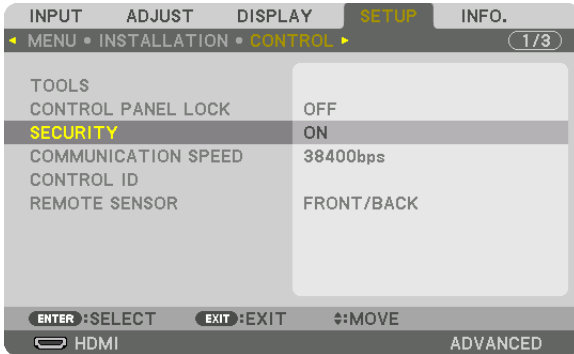 INPUT ADJUST DISPLAY SETUP INFO.
MENU • INSTALLATION • CONTROL 1/3
TOOLS
CONTROL PANEL LOCK OFF
SECURITY ON
COMMUNICATION SPEED 38400bps
CONTROL ID
REMOTE SENSOR FRONT/BACK
ENTER :SELECT EXIT :EXIT :MOVE
HDMI ADVANCED